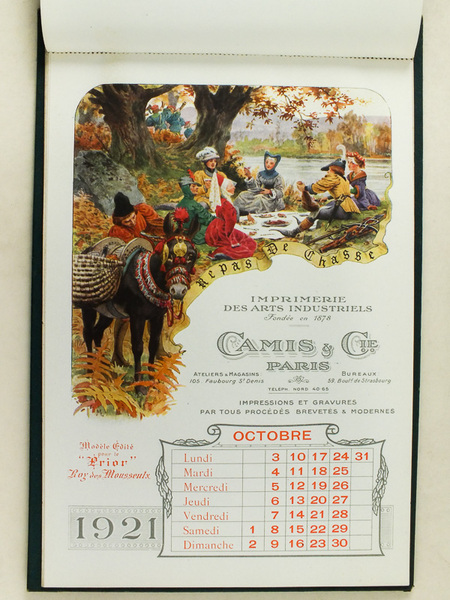 Repas De Chasse
IMPRIMERIE
DES ARTS INDUSTRIELS
Fondée en 1878
CAMIS & CIE
PARIS
ATELIERS & MAGASINS
105 Faubourg St Denis
BUREAUX:
59 Boulf de Strasbourg
TÉLÉPH. NORD 40-65
IMPRESSIONS ET GRAVURES
PAR TOUS PROCÉDÉS BREVETÉS & MODERNES
Modèle Édité
pour le
"Prior"
Roy des Mousseux
1921
OCTOBRE
Lundi 3 10 17 24 31
Mardi 4 11 18 25
Mercredi 5 12 19 26
Jeudi 6 13 20 27
Vendredi 7 14 21 28
Samedi 1 8 15 22 29
Dimanche 2 9 16 23 30